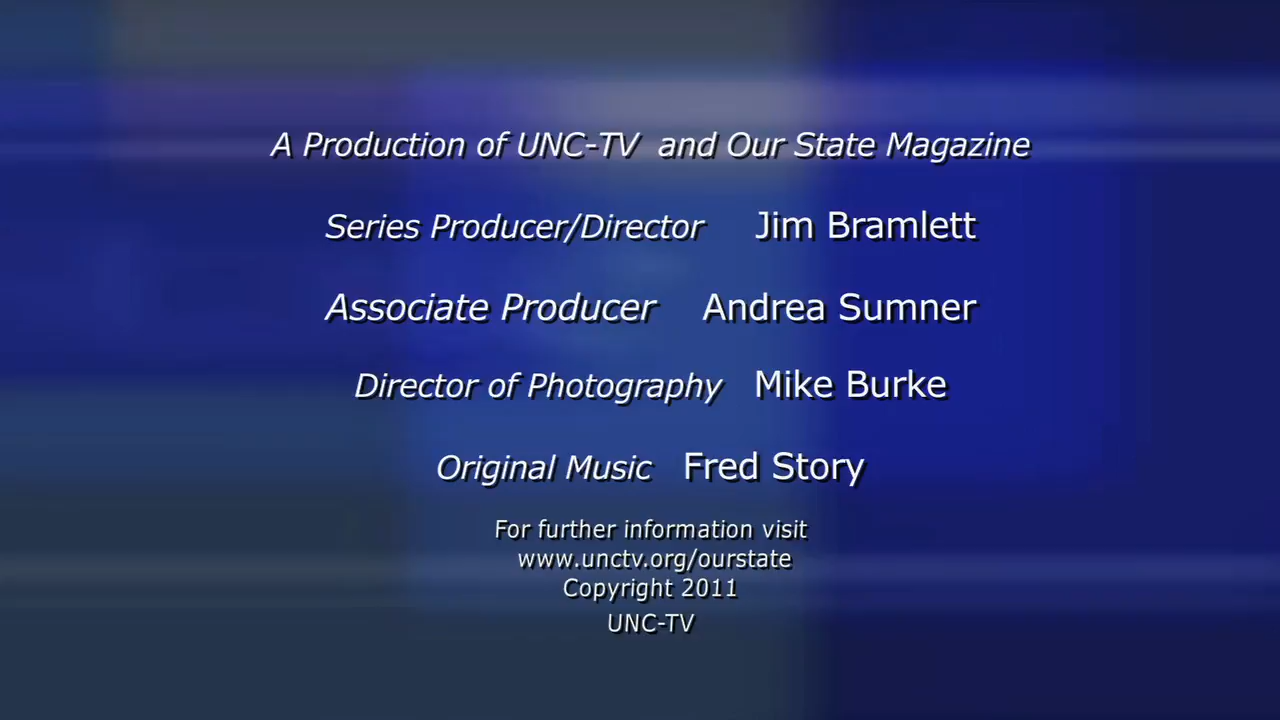 A Production of UNC-TV and Our State Magazine
Series Producer/Director Jim Bramlett
Associate Producer Andrea Sumner
Director of Photography Mike Burke
Original Music Fred Story
For further information visit
www.unctv.org/ourstate
Copyright 2011
UNC-TV